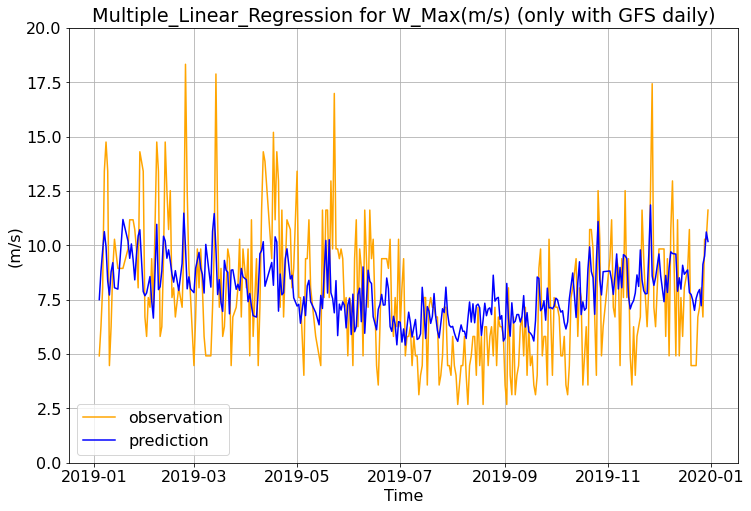 Multiple_Linear_Regression for W_Max(m/s) (only with GFS daily)
20.0
17.5
15.0
12.5
10.0
7.5
5.0
2.5
0.0
(m/s)
observation
prediction
2019-01 2019-03 2019-05 2019-07 2019-09 2019-11 2020-01
Time